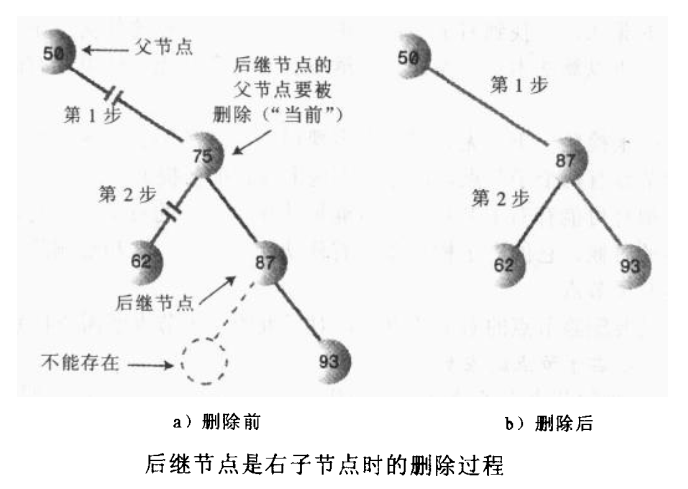 50
父节点
后继节点的
父节点要被
删除（“当前”）
第1步
75
第2步
62
87
后继节点
不能存在
93
a）删除前
50
第1步
87
第2步
62
93
b）删除后
后继节点是右子节点时的删除过程